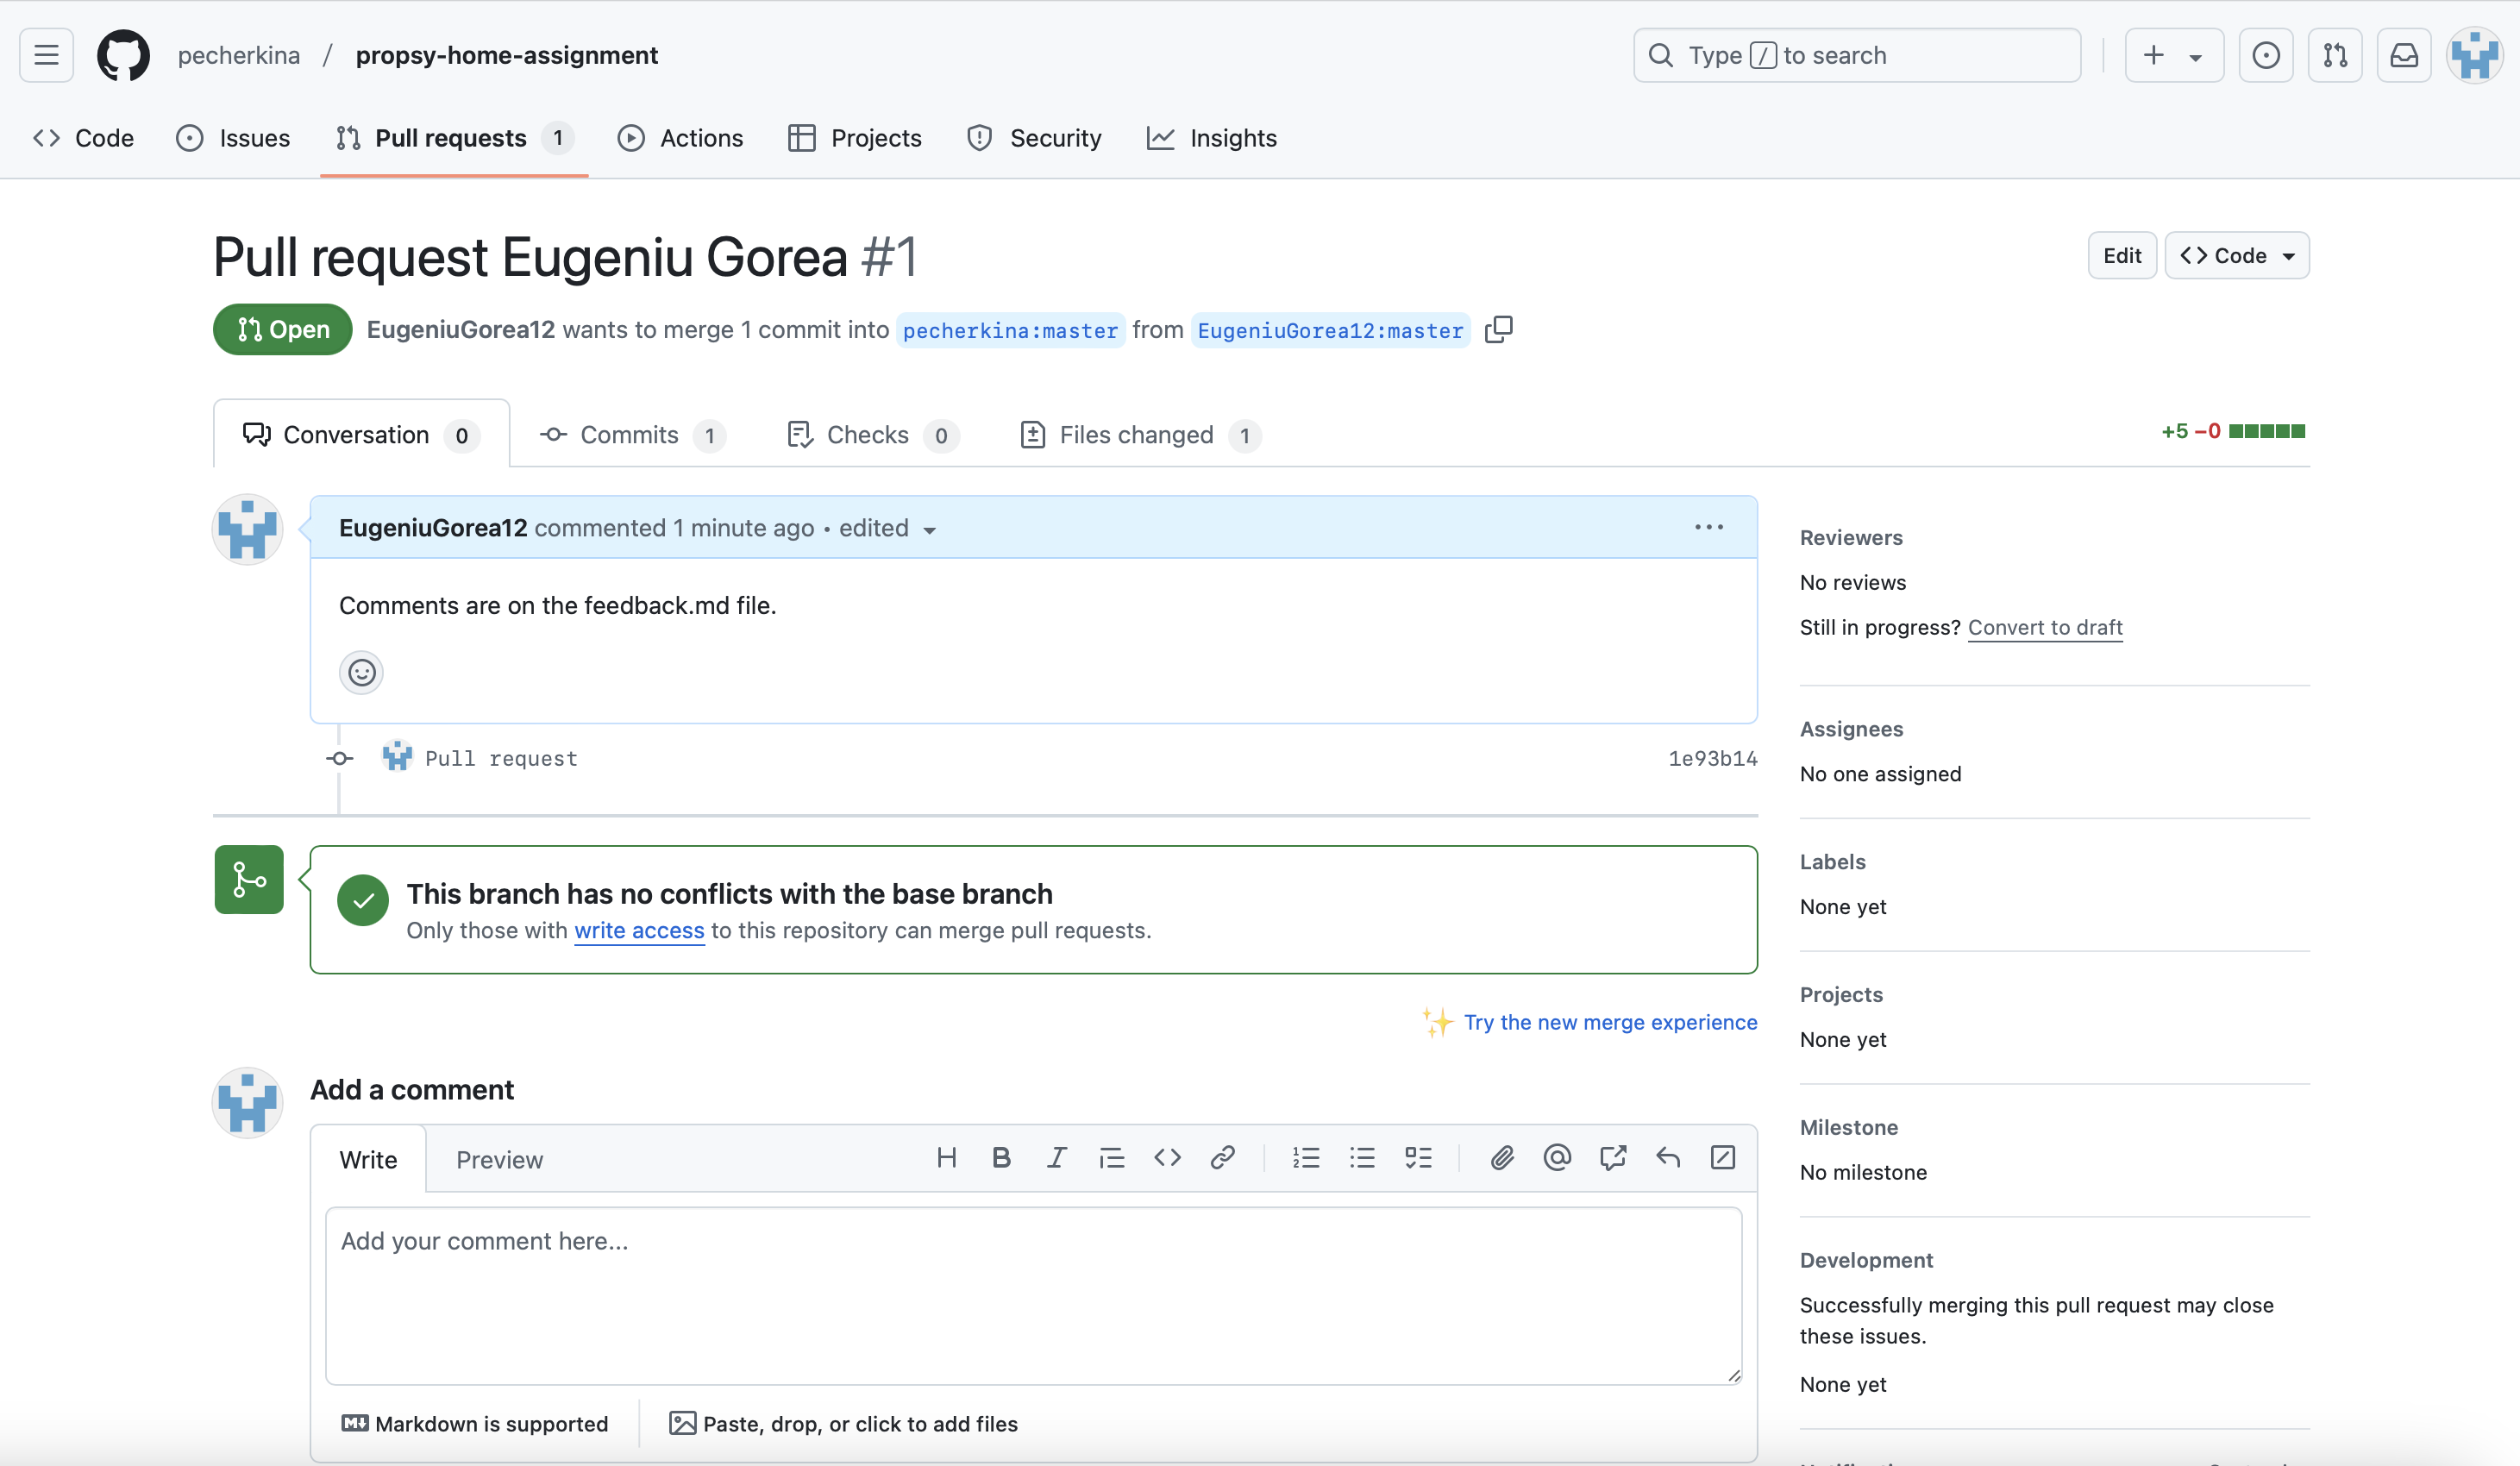 pecherkina / propsy-home-assignment
Type / to search
Code
Issues
Pull requests 1
Actions
Projects
Security
Insights
Pull request Eugeniu Gorea #1
Edit
Code
Open
EugeniuGorea12 wants to merge 1 commit into pecherkina:master from EugeniuGorea12:master
Conversation 0
Commits 1
Checks 0
Files changed 1
+5 −0
EugeniuGorea12 commented 1 minute ago • edited
Comments are on the feedback.md file.
Pull request
1e93b14
This branch has no conflicts with the base branch
Only those with write access to this repository can merge pull requests.
Try the new merge experience
Add a comment
Write
Preview
Add your comment here...
Markdown is supported
Paste, drop, or click to add files
Reviewers
No reviews
Still in progress? Convert to draft
Assignees
No one assigned
Labels
None yet
Projects
None yet
Milestone
No milestone
Development
Successfully merging this pull request may close
these issues.
None yet